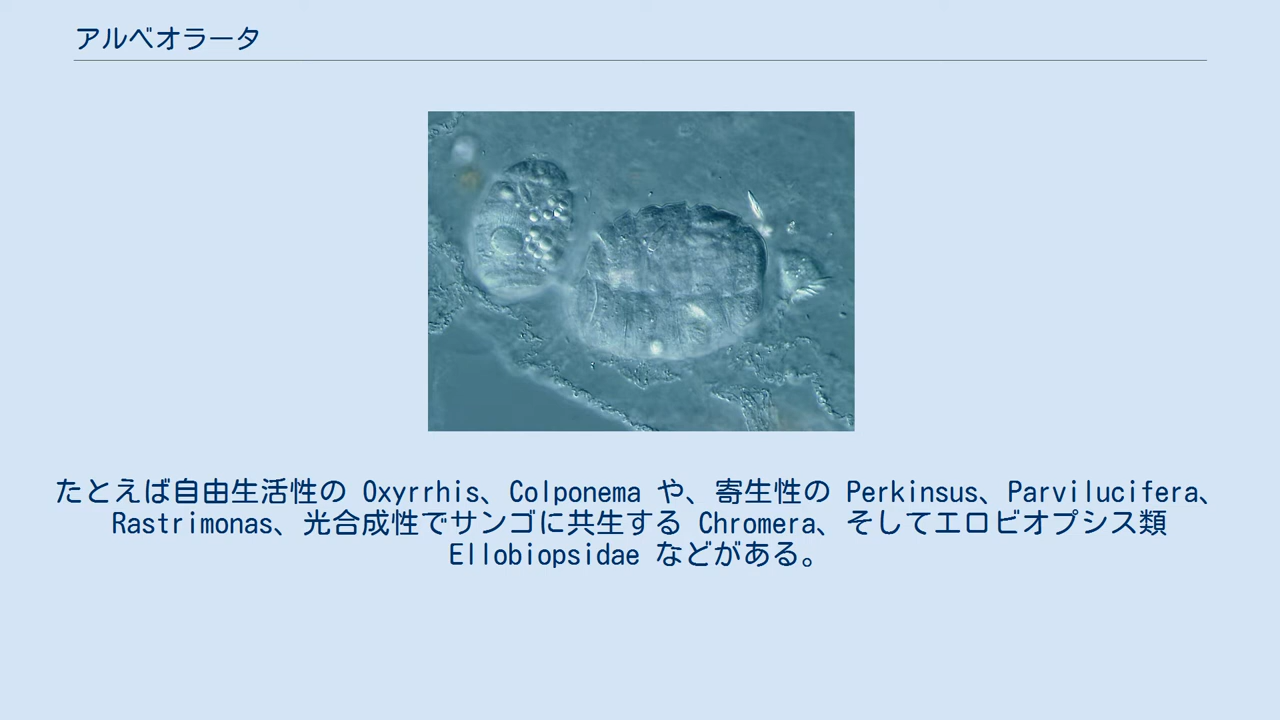 アルベオラータ
たとえば自由生活性の Oxyrrhis、Colponema や、寄生性の Perkinsus、Parvilucifera、
Rastrimonas、光合成性でサンゴに共生する Chromera、そしてエロビオプシス類
Ellobiopsidae などがある。